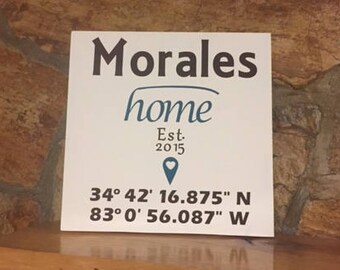 Morales
home
Est.
2015
34° 42' 16.875" N
83° 0' 56.087" W